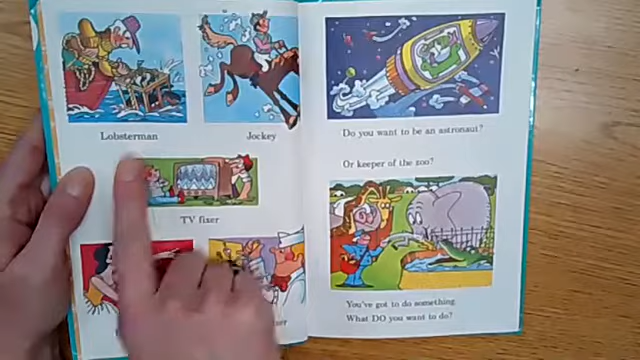 Lobsterman
Jockey
TV fixer
Do you want to be an astronaut?
Or keeper of the zoo?
You've got to do something.
What DO you want to do?